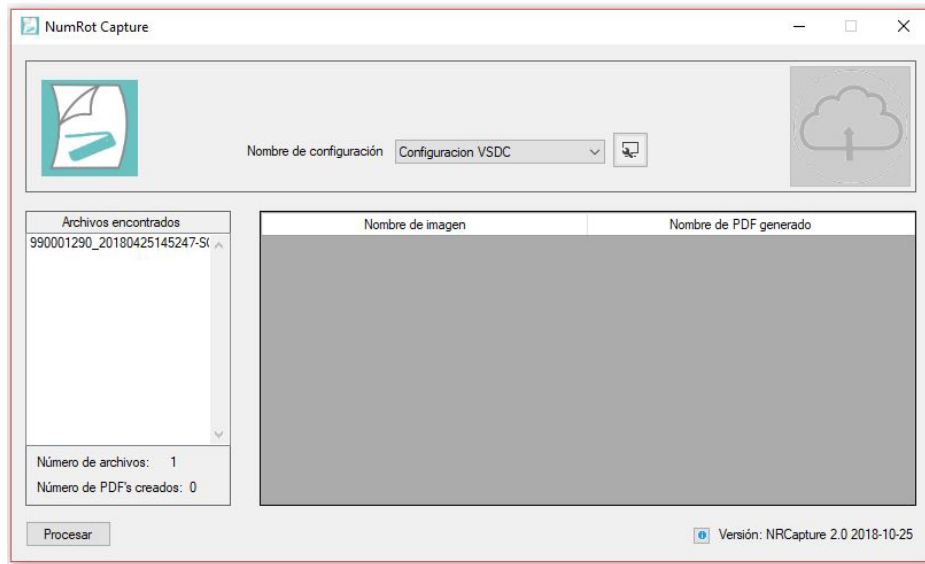 NumRot Capture
Nombre de configuración Configuracion VSDC
Archivos encontrados
990001290_20180425145247-S
Número de archivos: 1
Número de PDF's creados: 0
Nombre de imagen Nombre de PDF generado
Procesar
Versión: NRCapture 2.0 2018-10-25